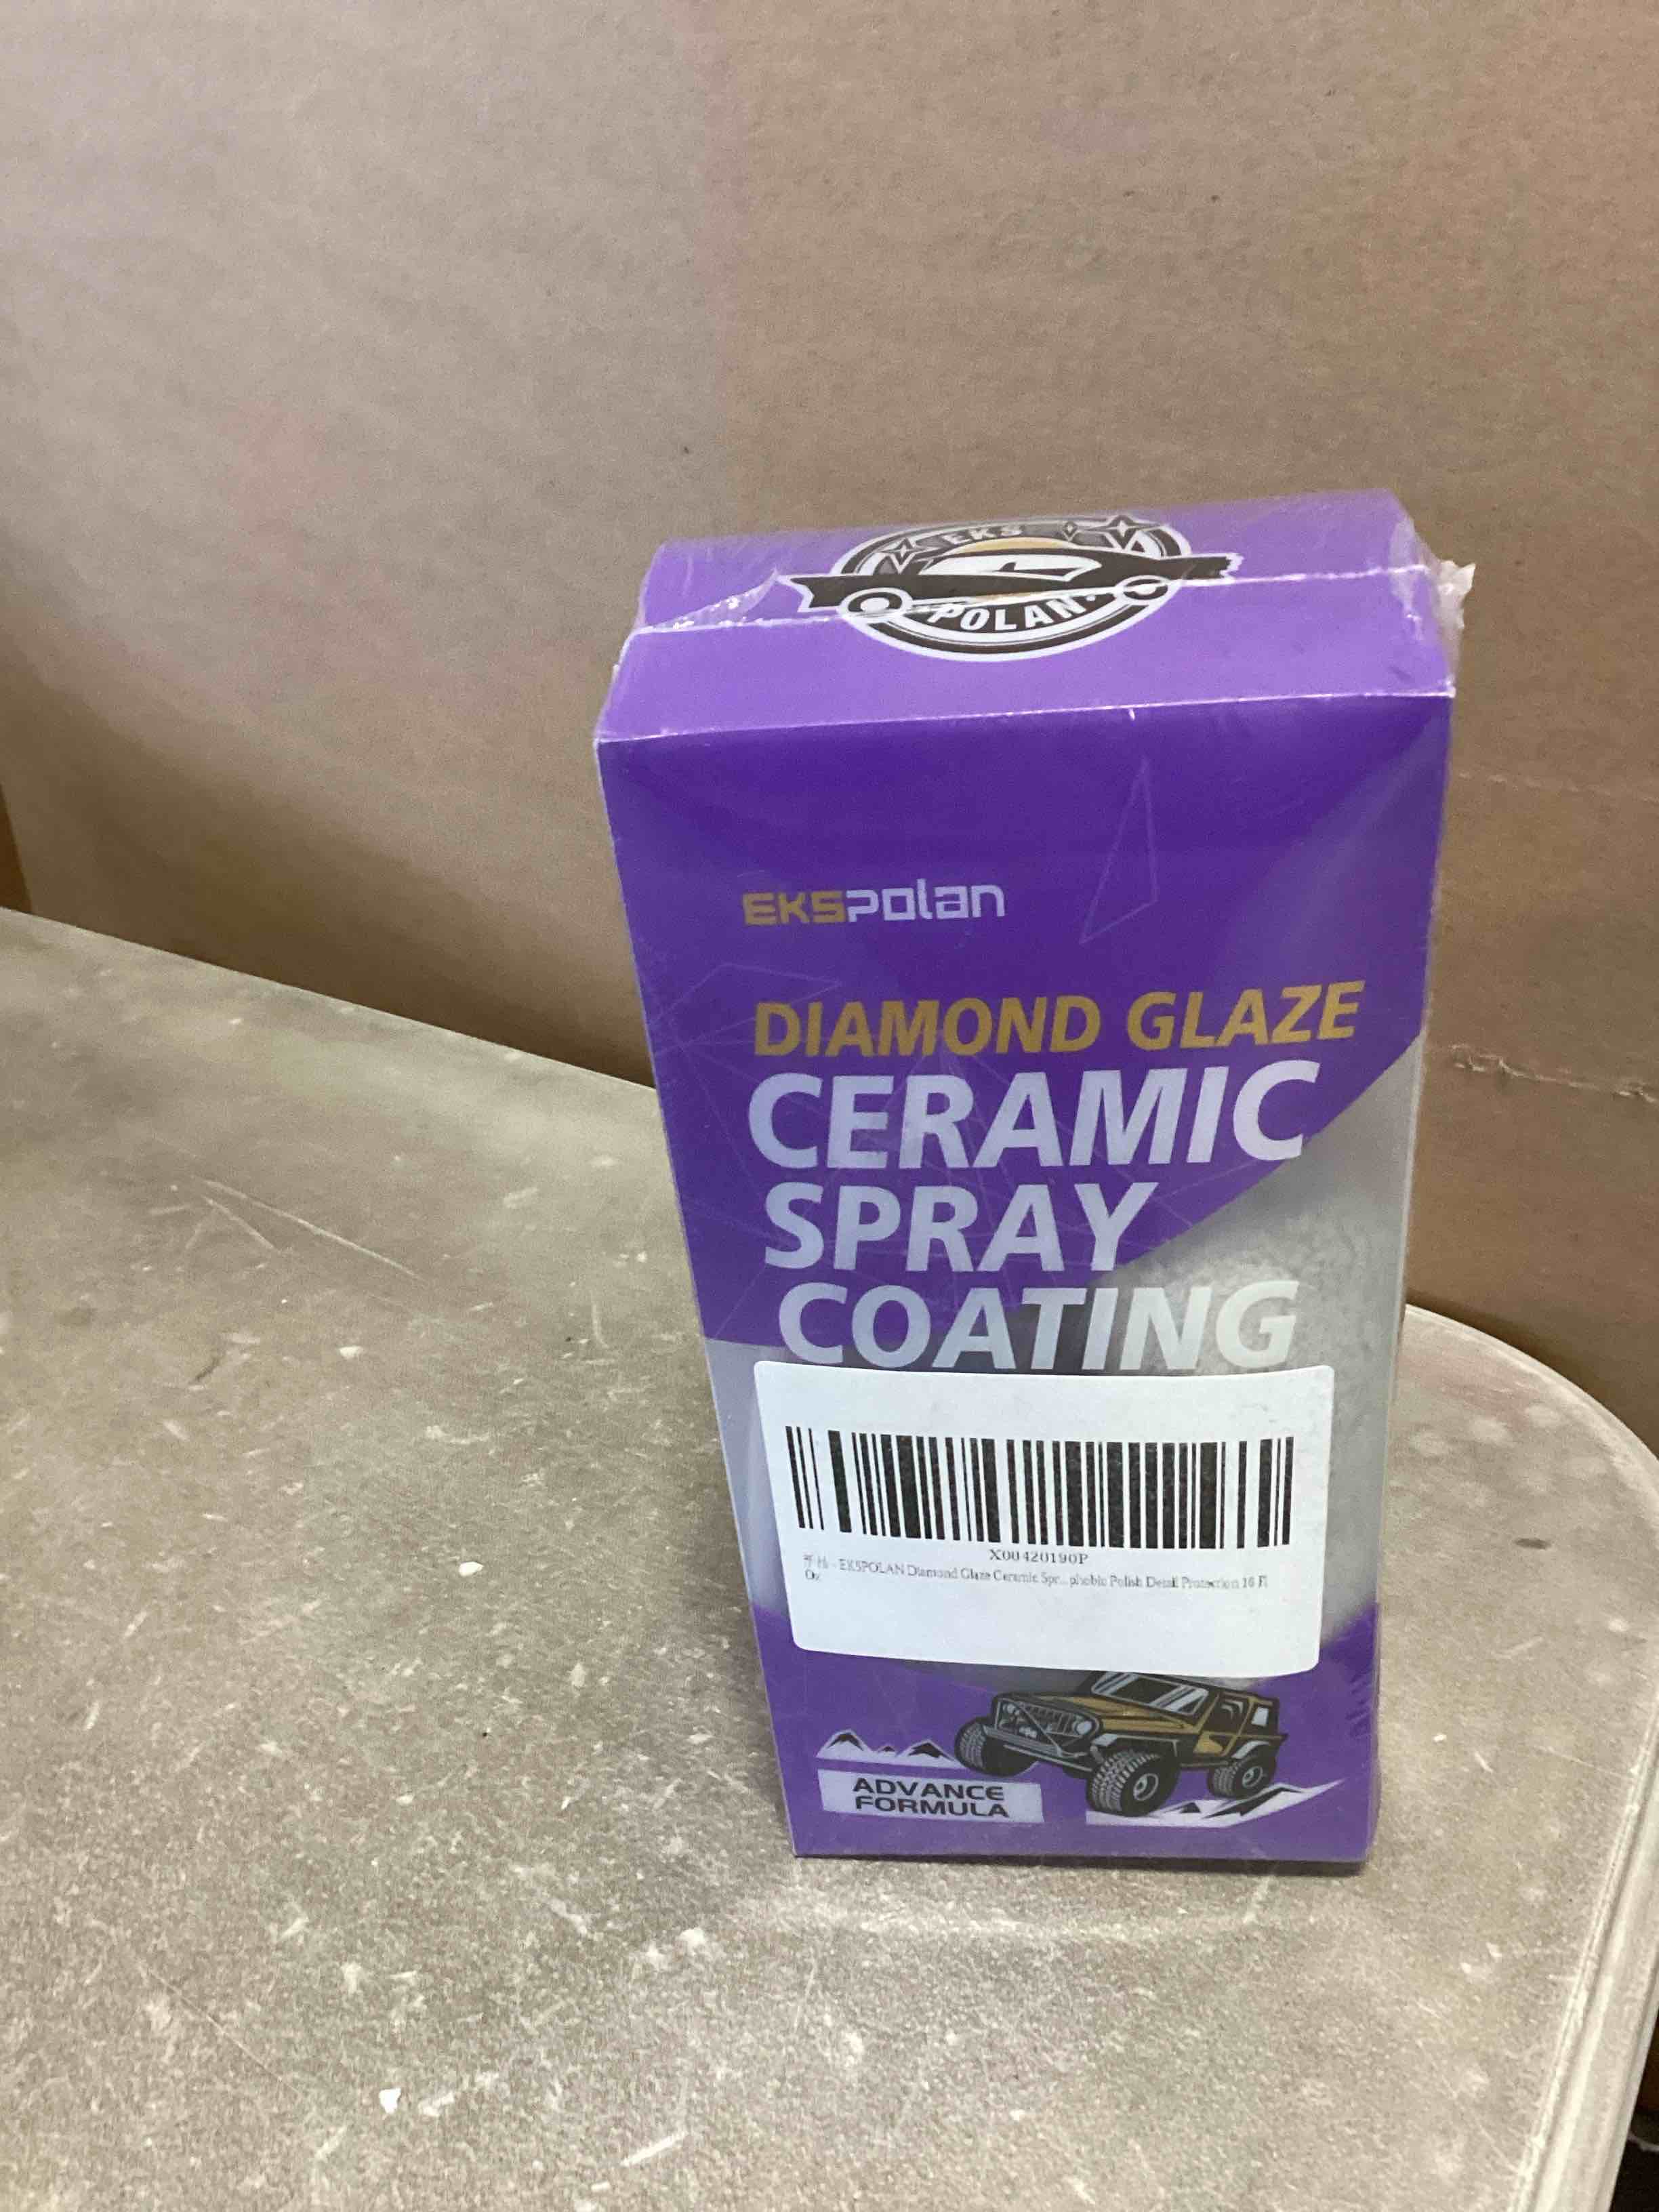 EKS
POLAN
EKSPOLAN
DIAMOND GLAZE
CERAMIC
SPRAY
COATING
X00420190P
- EKSPOLAN Diamond Glaze Ceramic Spr...phobic Polish Detail Protection 16 Fl
Oz
ADVANCE
FORMULA